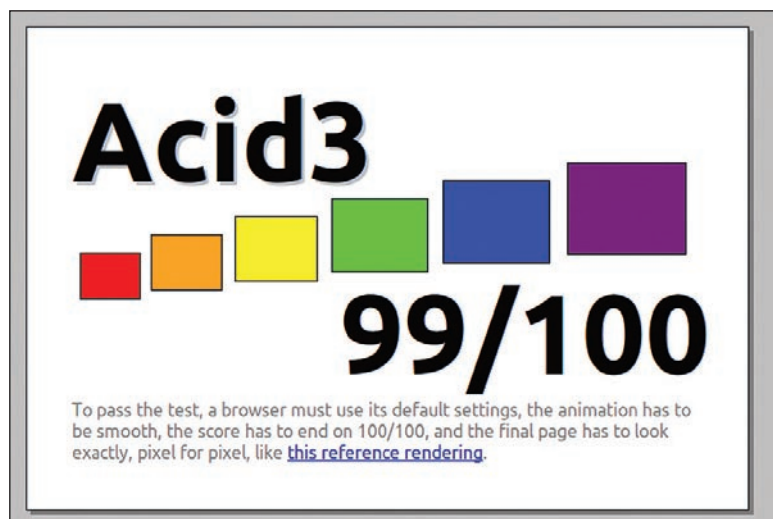 Acid3
99/100
To pass the test, a browser must use its default settings, the animation has to
be smooth, the score has to end on 100/100, and the final page has to look
exactly, pixel for pixel, like this reference rendering.